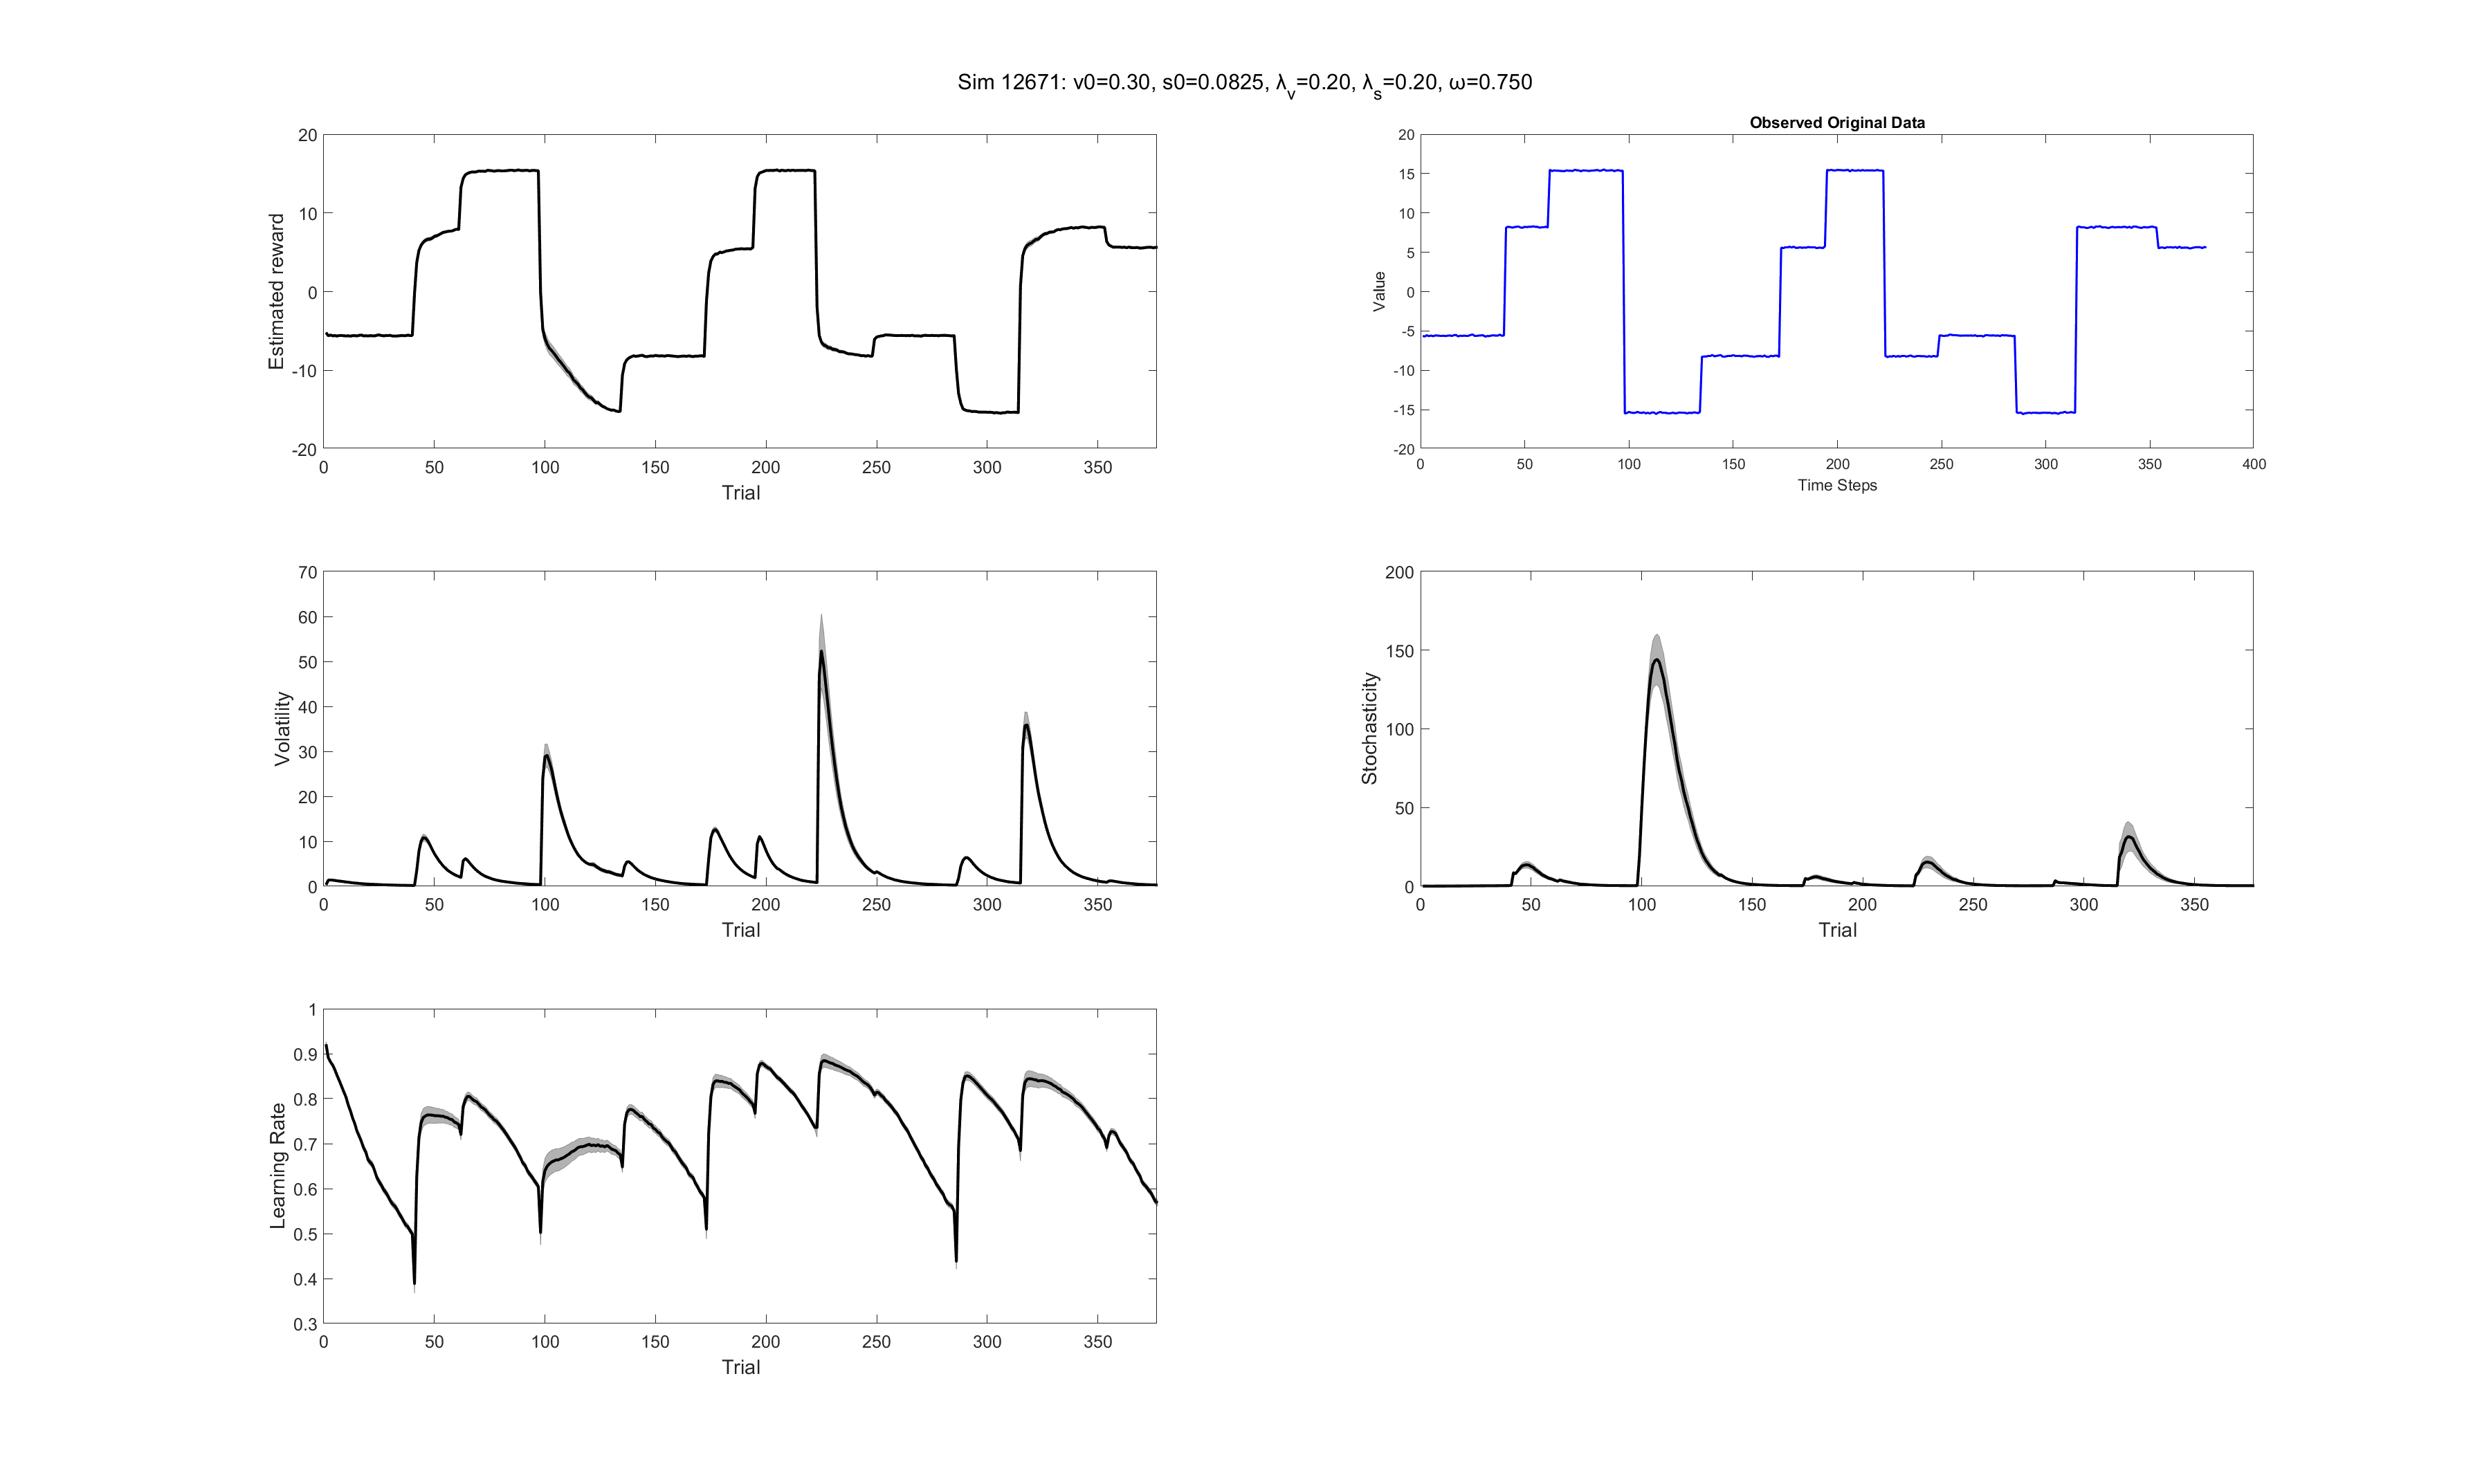 Sim 12671: v0=0.30, s0=0.0825, λv=0.20, λs=0.20, ω=0.750
20
10
0
-10
-20
Estimated reward
0 50 100 150 200 250 300 350
Trial
Observed Original Data
20
15
10
5
0
-5
-10
-15
-20
Value
0 50 100 150 200 250 300 350 400
Time Steps
70
60
50
40
30
20
10
0
Volatility
0 50 100 150 200 250 300 350
Trial
200
150
100
50
0
Stochasticity
0 50 100 150 200 250 300 350
Trial
1
0.9
0.8
0.7
0.6
0.5
0.4
0.3
Learning Rate
0 50 100 150 200 250 300 350
Trial